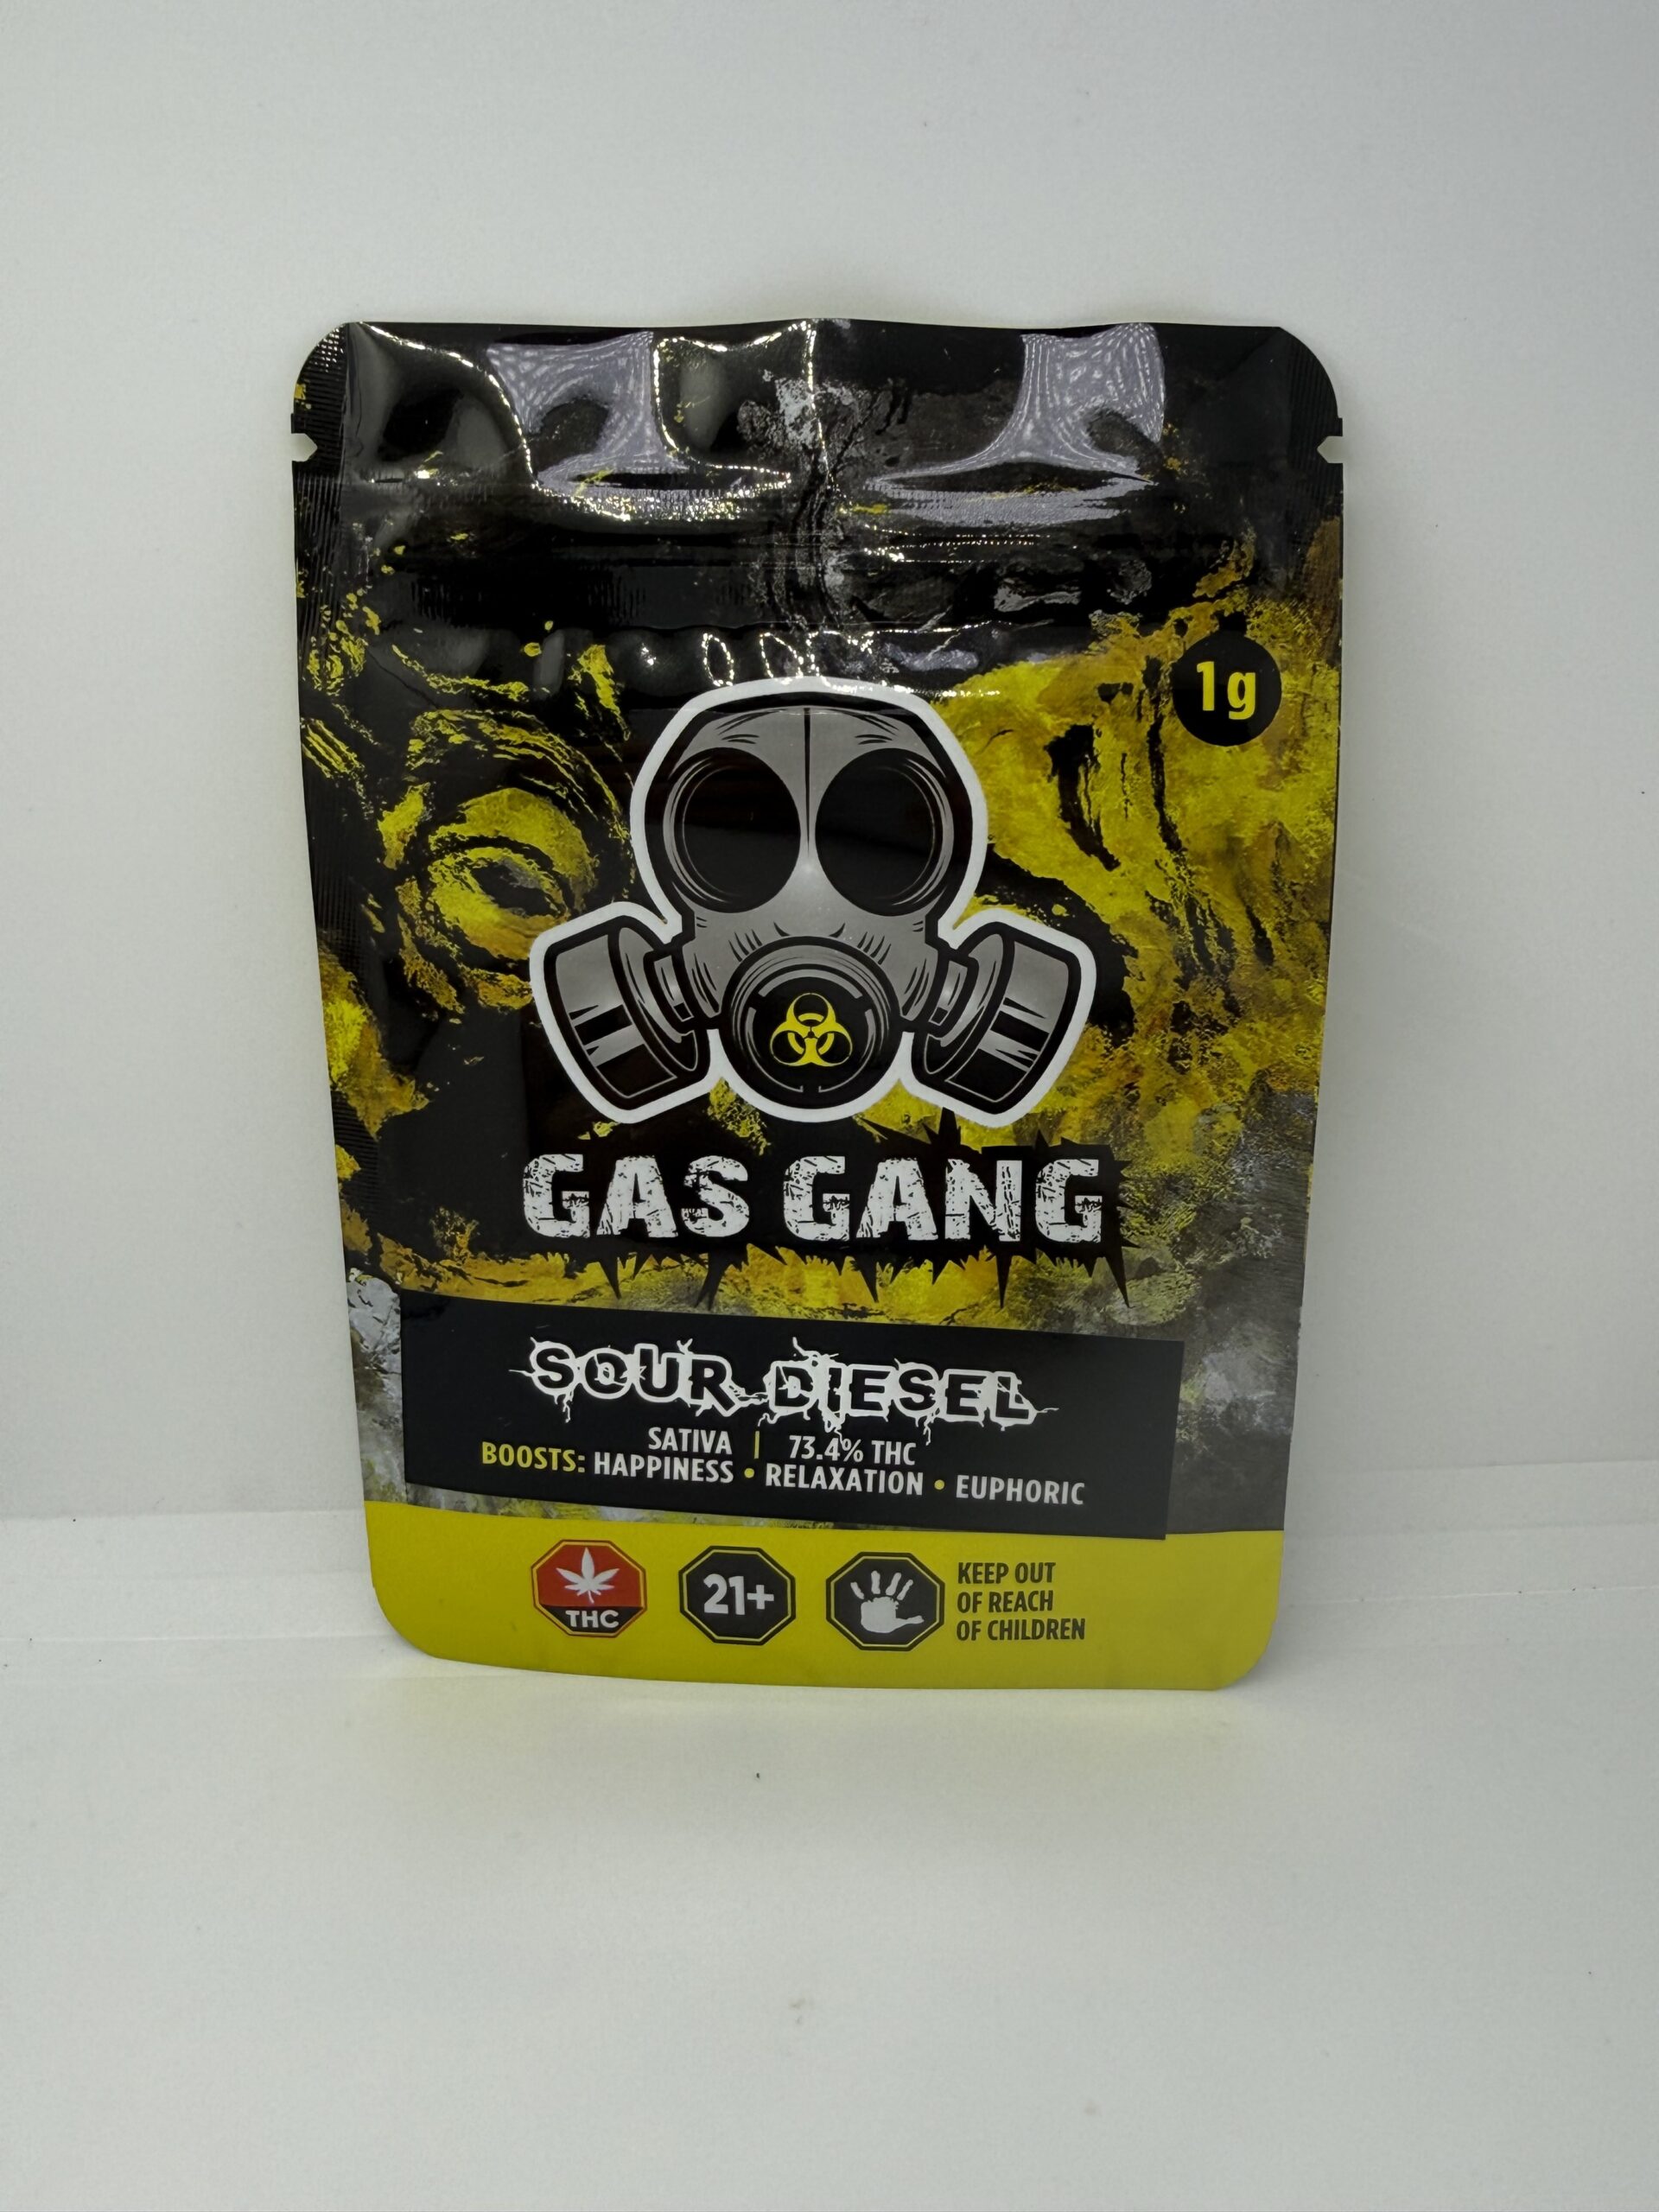 1g
GAS GANG
SOUR DIESEL
SATIVA | 73.4% THC
BOOSTS: HAPPINESS • RELAXATION • EUPHORIC
THC
21+
KEEP OUT
OF REACH
OF CHILDREN